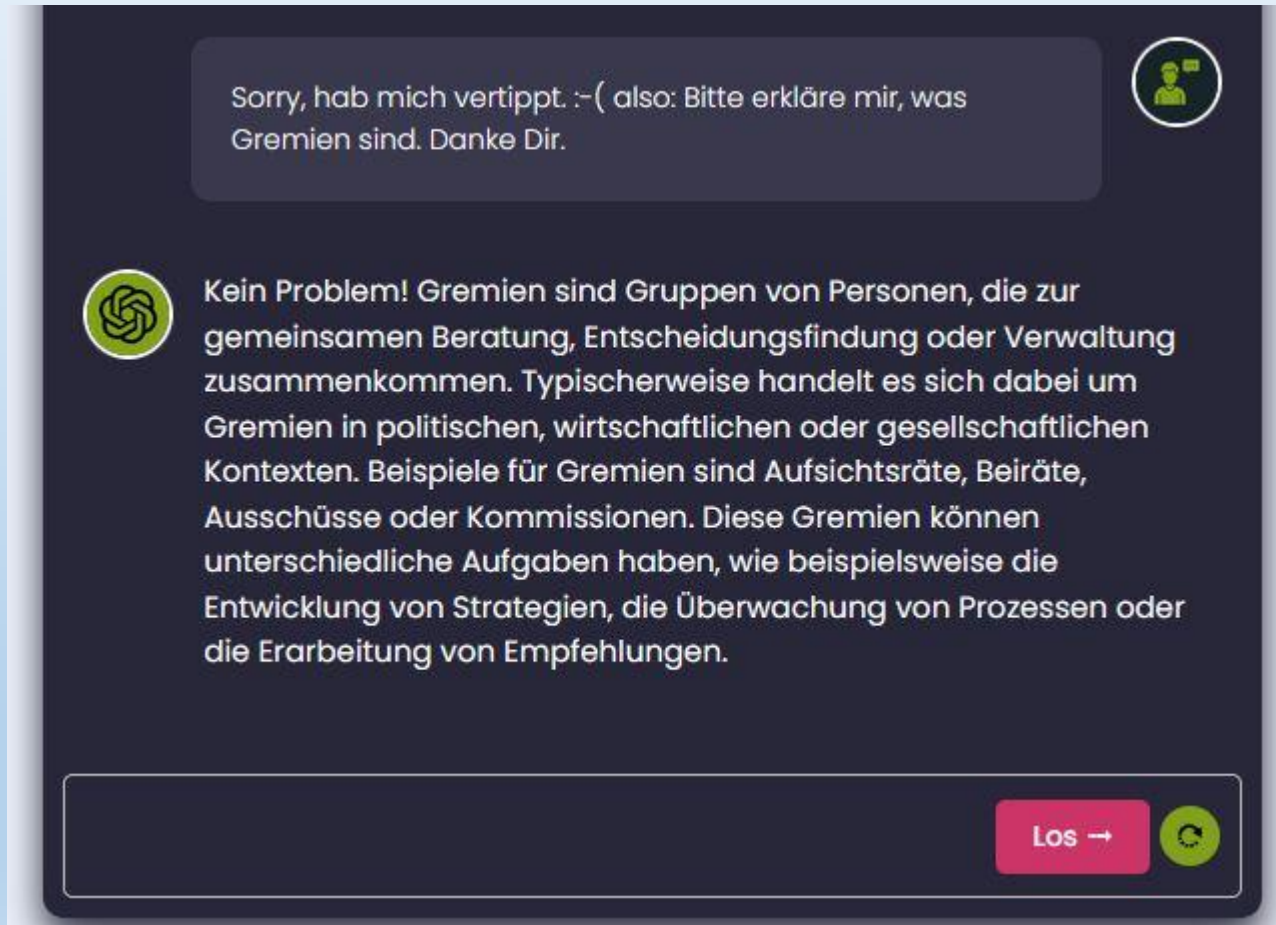 Sorry, hab mich vertippt. :-( also: Bitte erkläre mir, was
Gremien sind. Danke Dir.
Kein Problem! Gremien sind Gruppen von Personen, die zur
gemeinsamen Beratung, Entscheidungsfindung oder Verwaltung
zusammenkommen. Typischerweise handelt es sich dabei um
Gremien in politischen, wirtschaftlichen oder gesellschaftlichen
Kontexten. Beispiele für Gremien sind Aufsichtsräte, Beiräte,
Ausschüsse oder Kommissionen. Diese Gremien können
unterschiedliche Aufgaben haben, wie beispielsweise die
Entwicklung von Strategien, die Überwachung von Prozessen oder
die Erarbeitung von Empfehlungen.
Los →